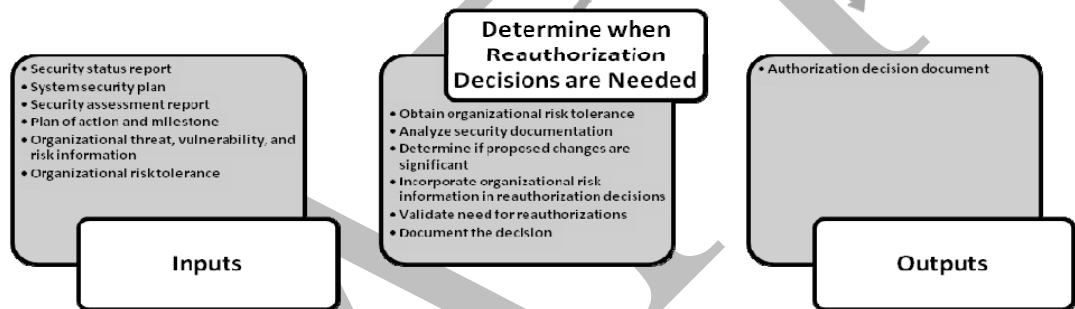 • Security status report
• System security plan
• Security assessment report
• Plan of action and milestone
• Organizational threat, vulnerability, and
risk information
• Organizational risk tolerance
Inputs
Determine when
Reauthorization
Decisions are Needed
• Obtain organizational risk tolerance
• Analyze security documentation
• Determine if proposed changes are
significant
• Incorporate organizational risk
information in reauthorization decisions
• Validate need for reauthorizations
• Document the decision
• Authorization decision document
Outputs